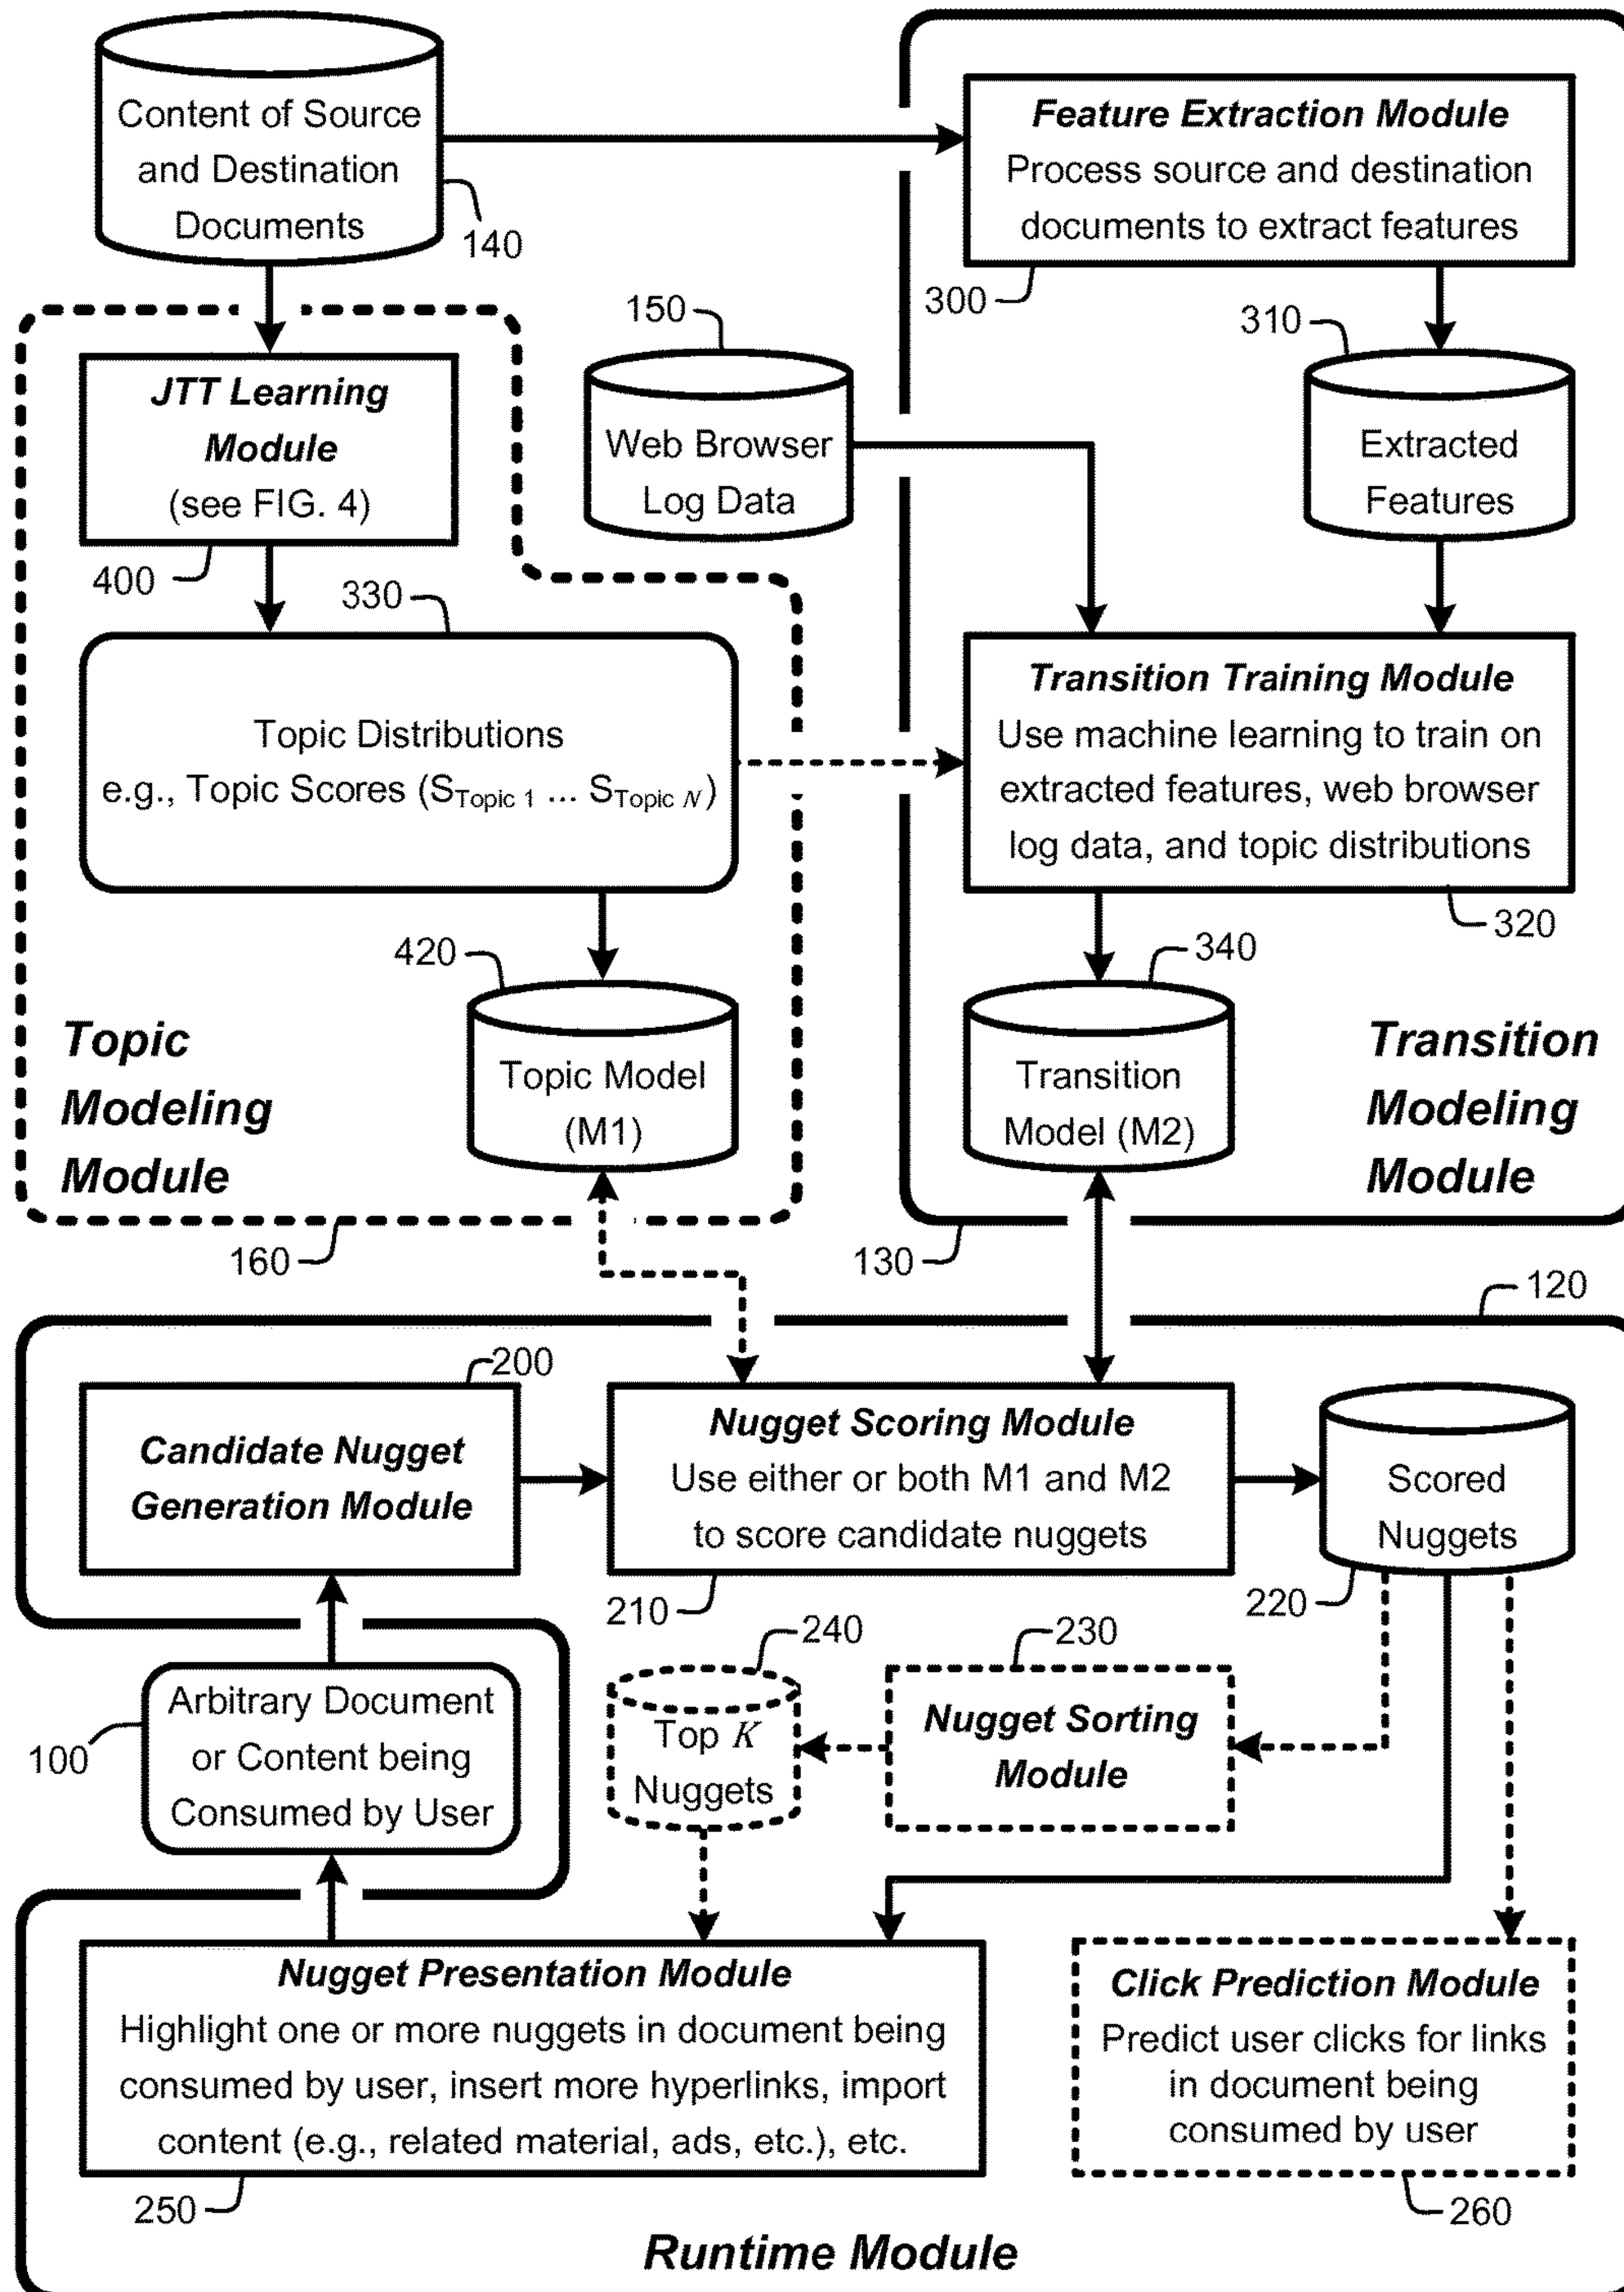 Content of Source
and Destination
Documents
140
Feature Extraction Module
Process source and destination
documents to extract features
300
310
Extracted
Features
150
Web Browser
Log Data
JTT Learning
Module
(see FIG. 4)
400
330
Topic Distributions
e.g., Topic Scores (STopic 1 ... STopic N)
Transition Training Module
Use machine learning to train on
extracted features, web browser
log data, and topic distributions
320
420
Topic Model
(M1)
340
Transition
Model (M2)
Topic
Modeling
Module
160
Transition
Modeling
Module
130
120
200
Candidate Nugget
Generation Module
Nugget Scoring Module
Use either or both M1 and M2
to score candidate nuggets
210
Scored
Nuggets
220
Arbitrary Document
or Content being
Consumed by User
100
240
Top K
Nuggets
230
Nugget Sorting
Module
Nugget Presentation Module
Highlight one or more nuggets in document being
consumed by user, insert more hyperlinks, import
content (e.g., related material, ads, etc.), etc.
250
Click Prediction Module
Predict user clicks for links
in document being
consumed by user
260
Runtime Module